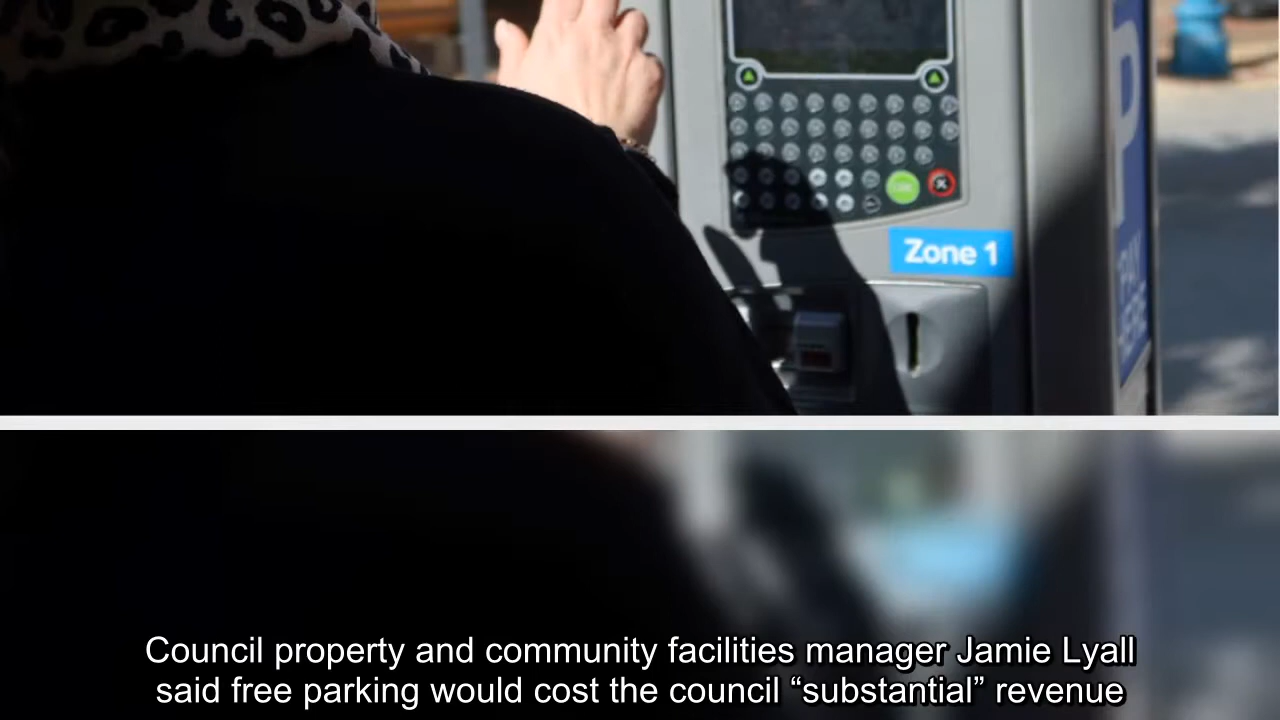 P
PAY
HERE
Zone 1
Council property and community facilities manager Jamie Lyall
said free parking would cost the council “substantial” revenue